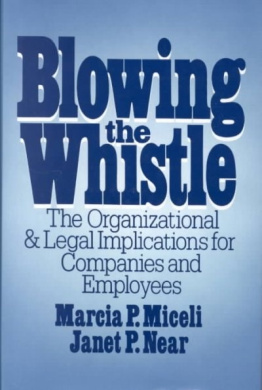 Blowing
the
Whistle
The Organizational
& Legal Implications for
Companies and
Employees
Marcia P. Miceli
Janet P. Near